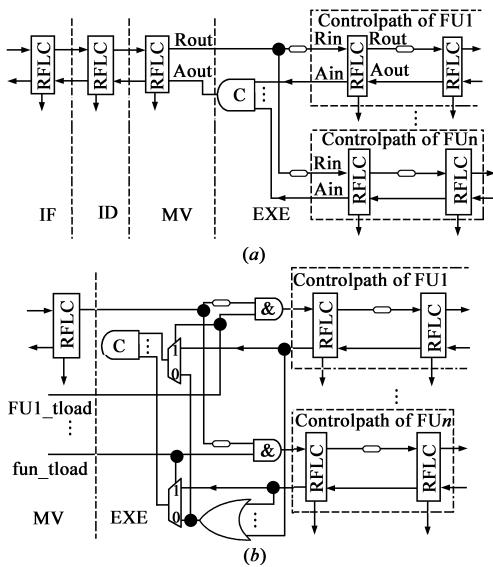 Controlpath of FU1
Rout
Rin
Rout
RFLC
RFLC
RFLC
RFLC
RFLC
Aout
Ain
Aout
C
Controlpath of FUn
Rin
RFLC
RFLC
Ain
IF
ID
MV
EXE
(a)
Controlpath of FU1
RFLC
&
RFLC
RFLC
C
1
0
FU1_tload
Controlpath of FUn
fun_tload
&
RFLC
RFLC
1
0
MV
EXE
(b)